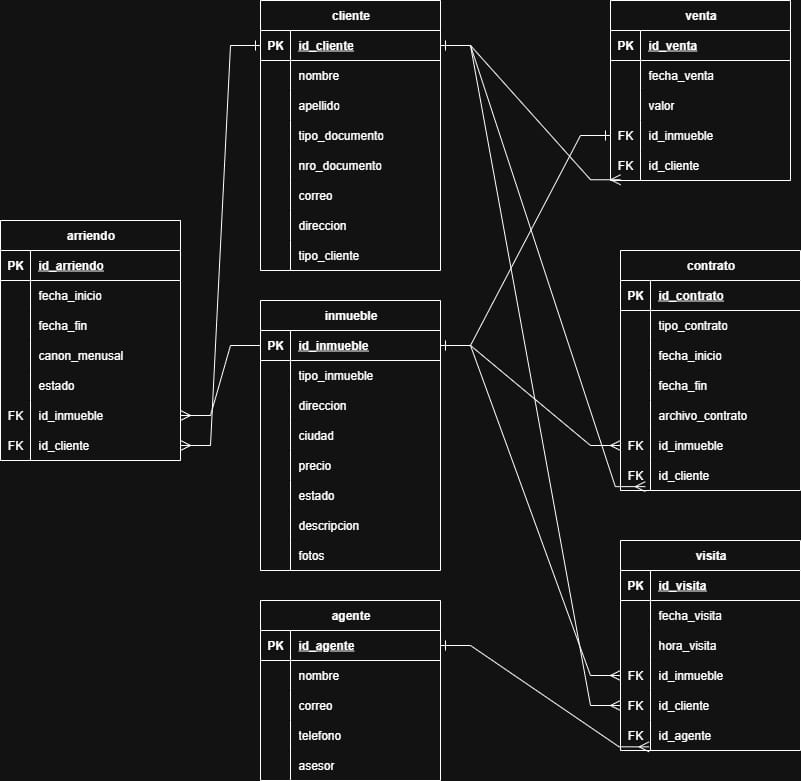 cliente
PK id_cliente
nombre
apellido
tipo_documento
nro_documento
correo
direccion
tipo_cliente
venta
PK id_venta
fecha_venta
valor
FK id_inmueble
FK id_cliente
arriendo
PK id_arriendo
fecha_inicio
fecha_fin
canon_menusal
estado
FK id_inmueble
FK id_cliente
inmueble
PK id_inmueble
tipo_inmueble
direccion
ciudad
precio
estado
descripcion
fotos
contrato
PK id_contrato
tipo_contrato
fecha_inicio
fecha_fin
archivo_contrato
FK id_inmueble
FK id_cliente
agente
PK id_agente
nombre
correo
telefono
asesor
visita
PK id_visita
fecha_visita
hora_visita
FK id_inmueble
FK id_cliente
FK id_agente